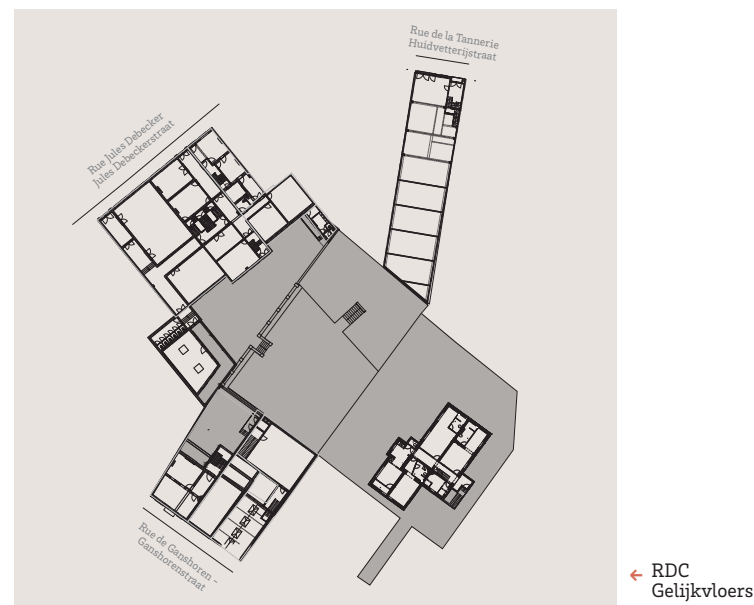 Rue de la Tannerie
Huidvetterijstraat
Rue Jules Debecker
Jules Debeckerstraat
Rue de Ganshoren –
Ganshorenstraat
← RDC
Gelijkvloers